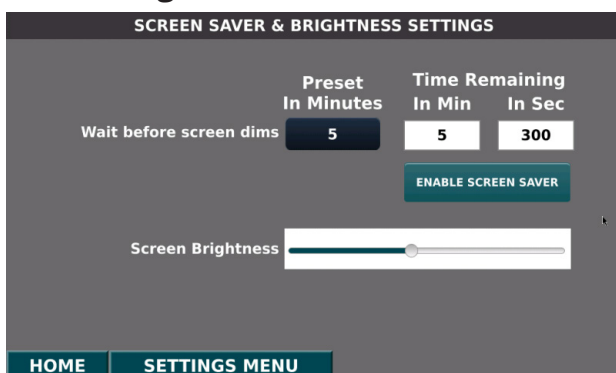 SCREEN SAVER & BRIGHTNESS SETTINGS
Preset
In Minutes
Time Remaining
In Min In Sec
Wait before screen dims 5 5 300
ENABLE SCREEN SAVER
Screen Brightness
HOME SETTINGS MENU